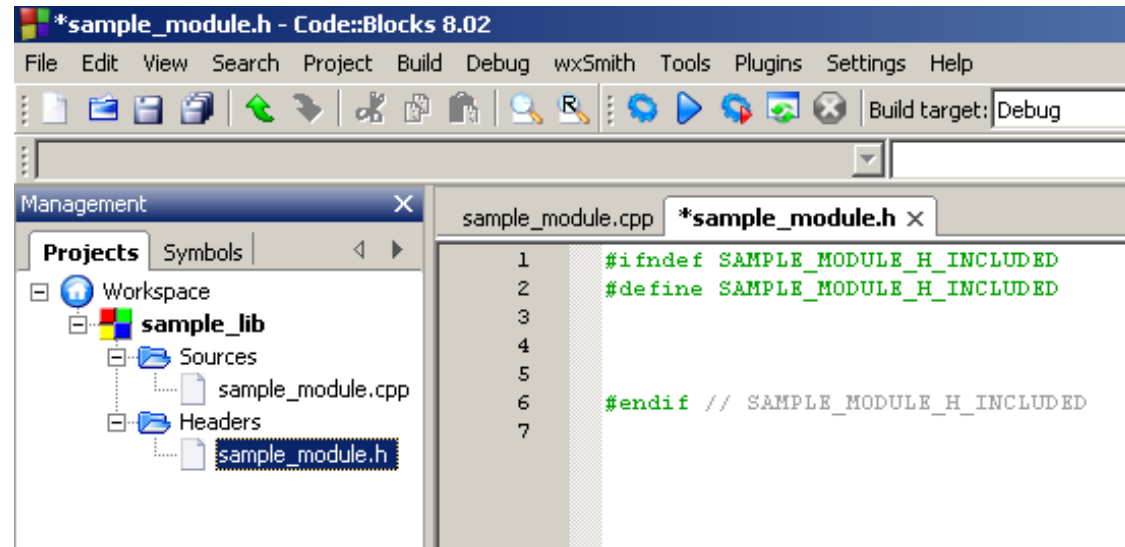 *sample_module.h - Code::Blocks 8.02
File Edit View Search Project Build Debug wxSmith Tools Plugins Settings Help
Build target: Debug
Management
sample_module.cpp *sample_module.h
Projects Symbols
Workspace
sample_lib
Sources
sample_module.cpp
Headers
sample_module.h
1 #ifndef SAMPLE_MODULE_H_INCLUDED
2 #define SAMPLE_MODULE_H_INCLUDED
3
4
5
6 #endif // SAMPLE_MODULE_H_INCLUDED
7